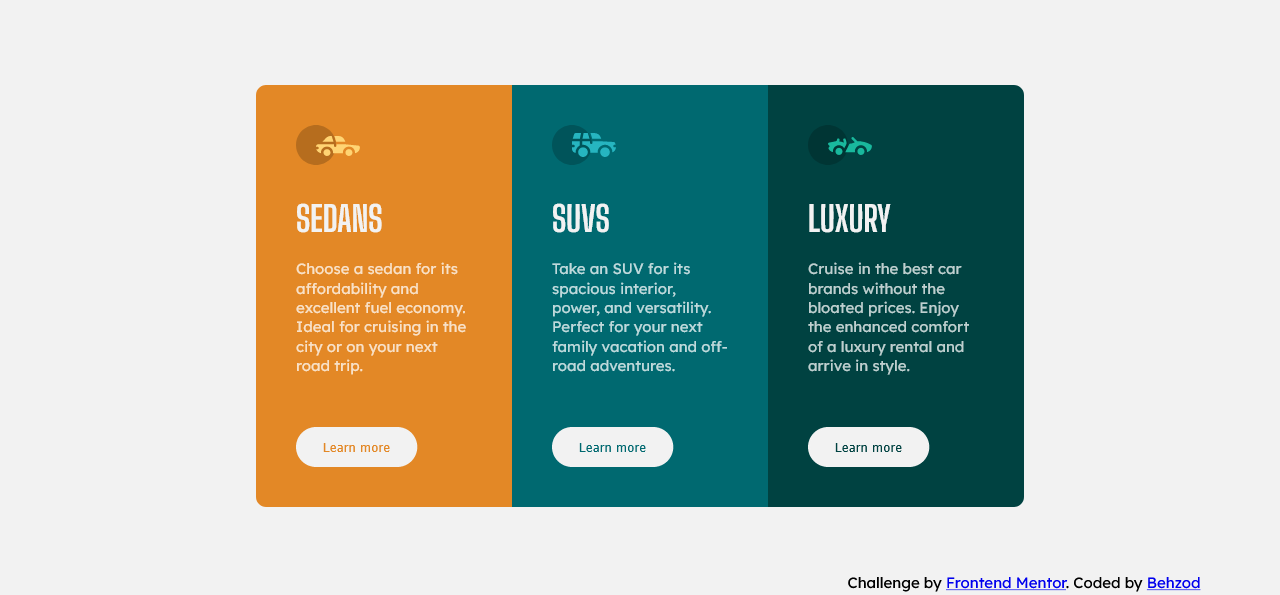 SEDANS
Choose a sedan for its
affordability and
excellent fuel economy.
Ideal for cruising in the
city or on your next
road trip.
Learn more
SUVS
Take an SUV for its
spacious interior,
power, and versatility.
Perfect for your next
family vacation and off-
road adventures.
Learn more
LUXURY
Cruise in the best car
brands without the
bloated prices. Enjoy
the enhanced comfort
of a luxury rental and
arrive in style.
Learn more
Challenge by Frontend Mentor. Coded by Behzod